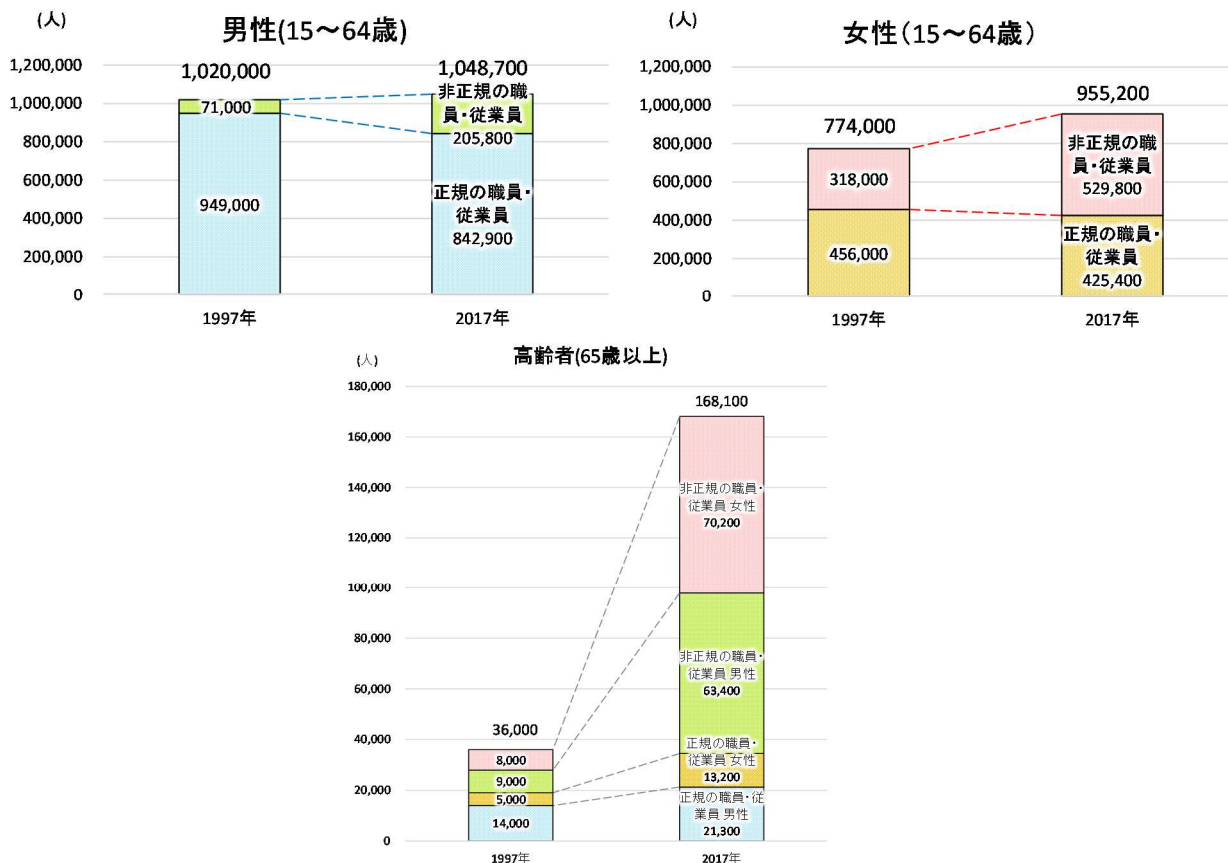 (人)
男性(15～64歳)
1,200,000
1,000,000
800,000
600,000
400,000
200,000
0
1,020,000
71,000
949,000
1,048,700
非正規の職
員・従業員
205,800
正規の職員・
従業員
842,900
1997年
2017年
(人)
女性（15～64歳）
1,200,000
1,000,000
800,000
600,000
400,000
200,000
0
774,000
318,000
456,000
955,200
非正規の職
員・従業員
529,800
正規の職員・
従業員
425,400
1997年
2017年
(人)
高齢者(65歳以上)
180,000
160,000
140,000
120,000
100,000
80,000
60,000
40,000
20,000
0
36,000
8,000
9,000
5,000
14,000
168,100
非正規の職員・
従業員 女性
70,200
非正規の職員・
従業員 男性
63,400
正規の職員・
従業員 女性
13,200
正規の職員・従
業員 男性
21,300
1997年
2017年